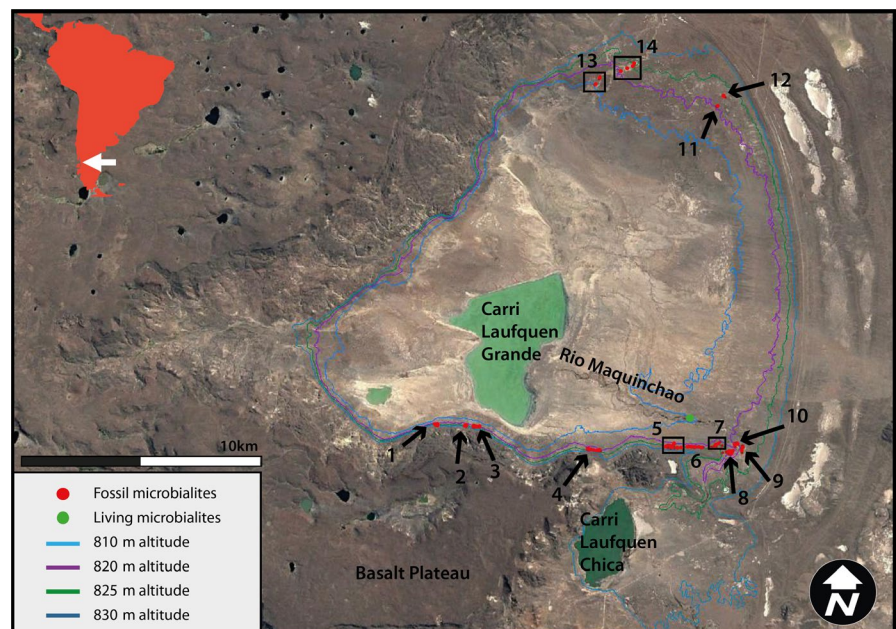 13
14
12
11
Carri
Laufquen
Grande
Rio Maquinchao
10km
1
2
3
4
5
6
7
8
9
10
Carri
Laufquen
Chica
Basalt Plateau
Fossil microbialites
Living microbialites
810 m altitude
820 m altitude
825 m altitude
830 m altitude
N